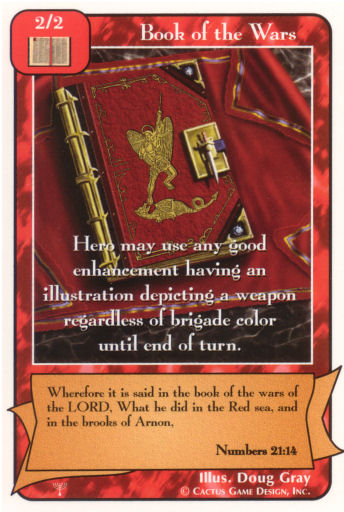 2/2
Book of the Wars
Hero may use any good
enhancement having an
illustration depicting a weapon
regardless of brigade color
until end of turn.
Wherefore it is said in the book of the wars of
the LORD, What he did in the Red sea, and
in the brooks of Arnon,
Numbers 21:14
Illus. Doug Gray
© Cactus Game Design, Inc.